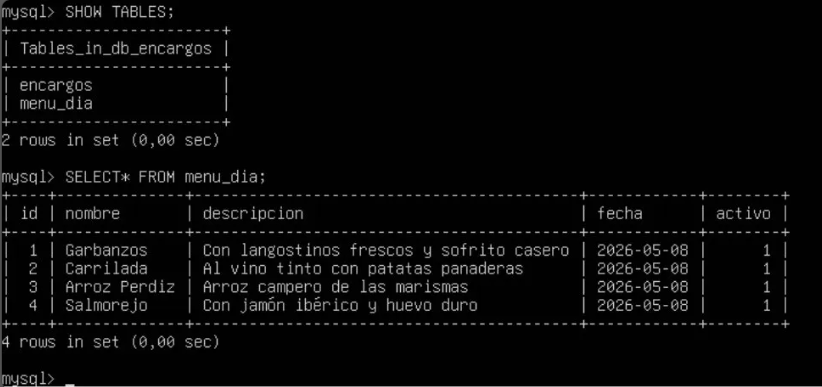 mysql> SHOW TABLES;
+----------------------+
| Tables_in_db_encargos |
+----------------------+
| encargos |
| menu_dia |
+----------------------+
2 rows in set (0,00 sec)
mysql> SELECT* FROM menu_dia;
+----+--------------+------------------------------------------+------------+--------+
| id | nombre | descripcion | fecha | activo |
+----+--------------+------------------------------------------+------------+--------+
| 1 | Garbanzos | Con langostinos frescos y sofrito casero | 2026-05-08 | 1 |
| 2 | Carrilada | Al vino tinto con patatas panaderas | 2026-05-08 | 1 |
| 3 | Arroz Perdiz | Arroz campero de las marismas | 2026-05-08 | 1 |
| 4 | Salmorejo | Con jamón ibérico y huevo duro | 2026-05-08 | 1 |
+----+--------------+------------------------------------------+------------+--------+
4 rows in set (0,00 sec)
mysql> _